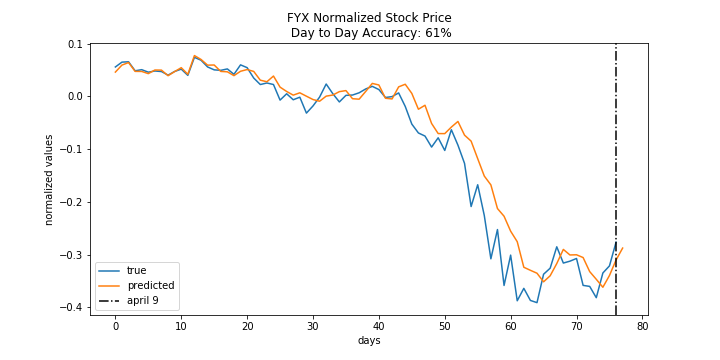 FYX Normalized Stock Price
Day to Day Accuracy: 61%
0.1
0.0
−0.1
−0.2
−0.3
−0.4
normalized values
true
predicted
april 9
0 10 20 30 40 50 60 70 80
days